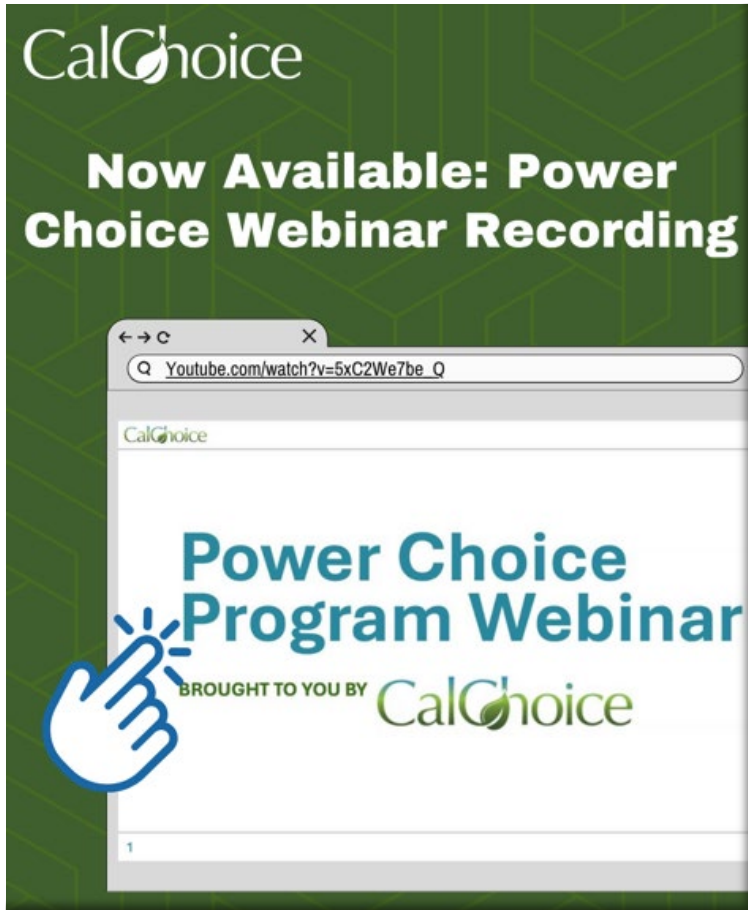 CalChoice
Now Available: Power
Choice Webinar Recording
Youtube.com/watch?v=5xC2We7be_Q
CalChoice
Power Choice
Program Webinar
BROUGHT TO YOU BY CalChoice
1